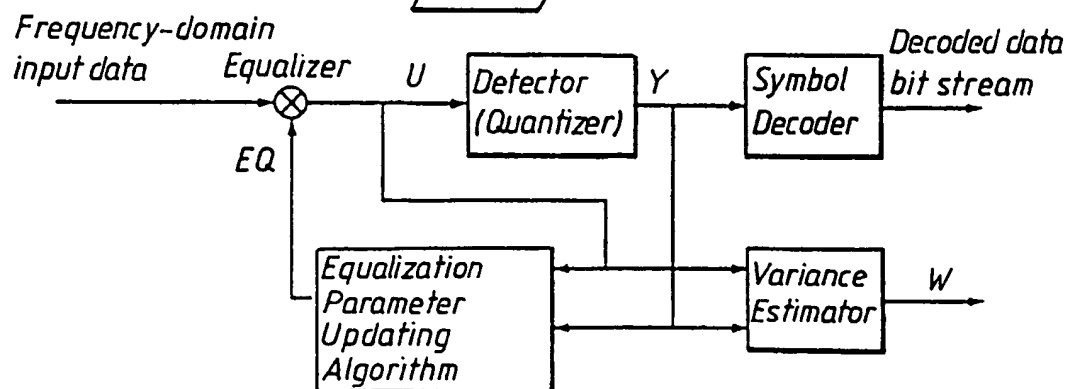 Frequency-domain
input data
Equalizer
U
Detector
(Quantizer)
Y
Symbol
Decoder
Decoded data
bit stream
EQ
Equalization
Parameter
Updating
Algorithm
Variance
Estimator
W